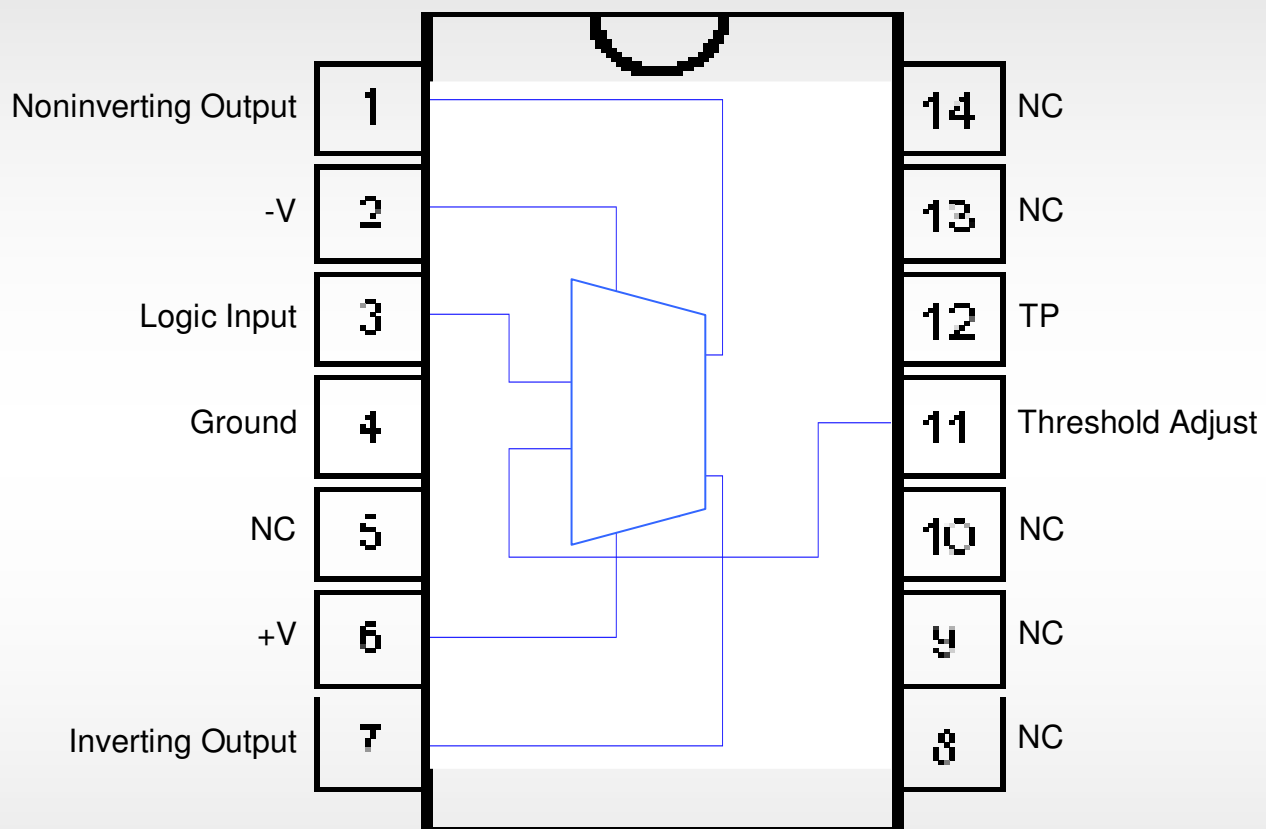 Noninverting Output 1
14 NC
-V 2
13 NC
Logic Input 3
12 TP
Ground 4
11 Threshold Adjust
NC 5
10 NC
+V 6
9 NC
Inverting Output 7
8 NC